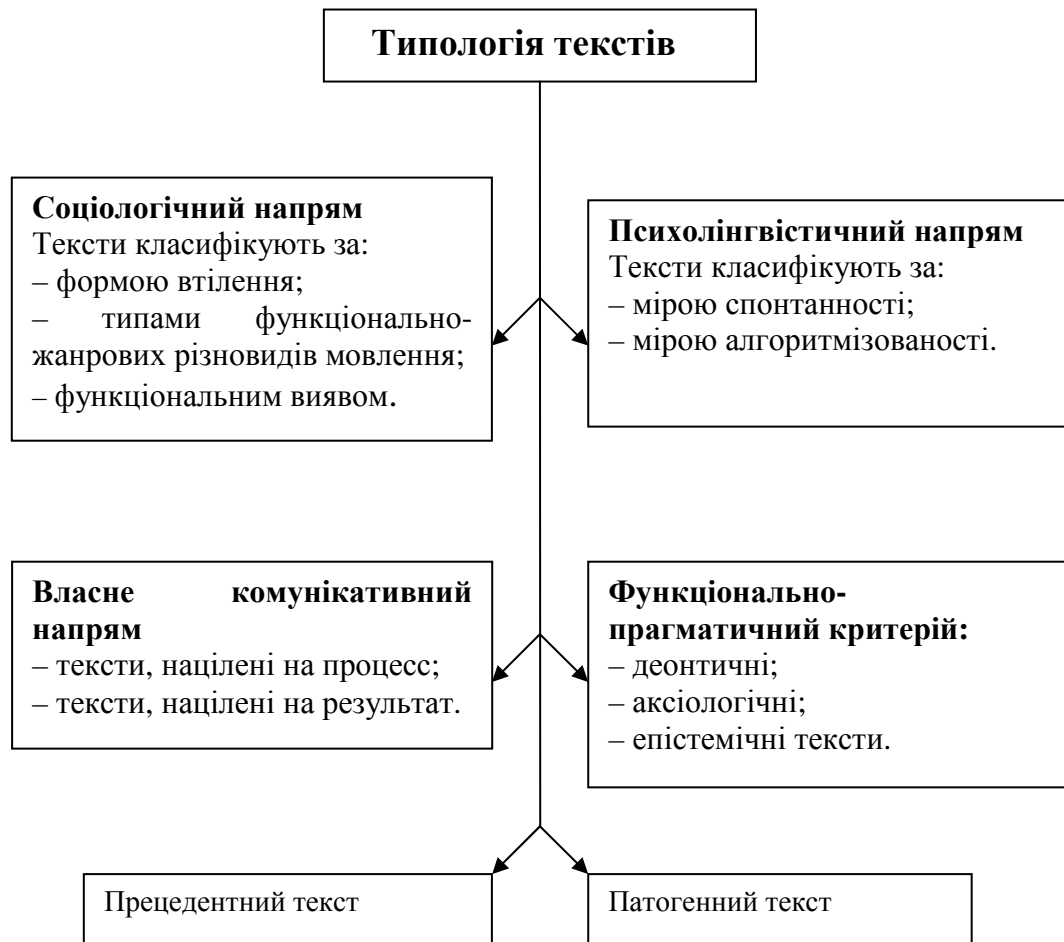 Типологія текстів
Соціологічний напрям
Тексти класифікують за:
– формою втілення;
– типами функціонально-
жанрових різновидів мовлення;
– функціональним виявом.
Психолінгвістичний напрям
Тексти класифікують за:
– мірою спонтанності;
– мірою алгоритмізованості.
Власне комунікативний
напрям
– тексти, націлені на процесс;
– тексти, націлені на результат.
Функціонально-
прагматичний критерій:
– деонтичні;
– аксіологічні;
– епістемічні тексти.
Прецедентний текст
Патогенний текст